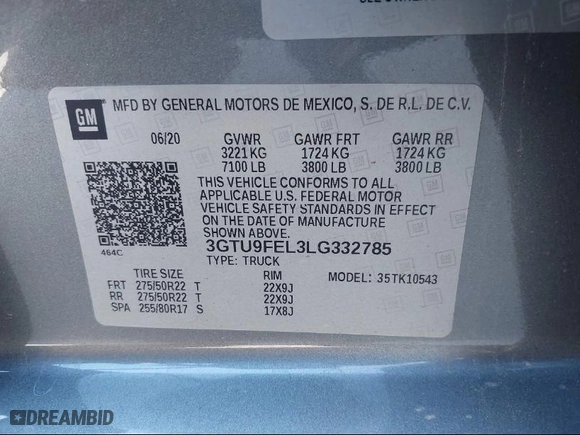 GM MFD BY GENERAL MOTORS DE MEXICO, S. DE R.L. DE C.V.
06/20 GVWR GAWR FRT GAWR RR
3221 KG 1724 KG 1724 KG
7100 LB 3800 LB 3800 LB
THIS VEHICLE CONFORMS TO ALL
APPLICABLE U.S. FEDERAL MOTOR
VEHICLE SAFETY STANDARDS IN EFFECT
ON THE DATE OF MANUFACTURE
SHOWN ABOVE.
464C 3GTU9FEL3LG332785
TYPE: TRUCK
TIRE SIZE RIM MODEL: 35TK10543
FRT 275/50R22 T 22X9J
RR 275/50R22 T 22X9J
SPA 255/80R17 S 17X8J
DREAMBID